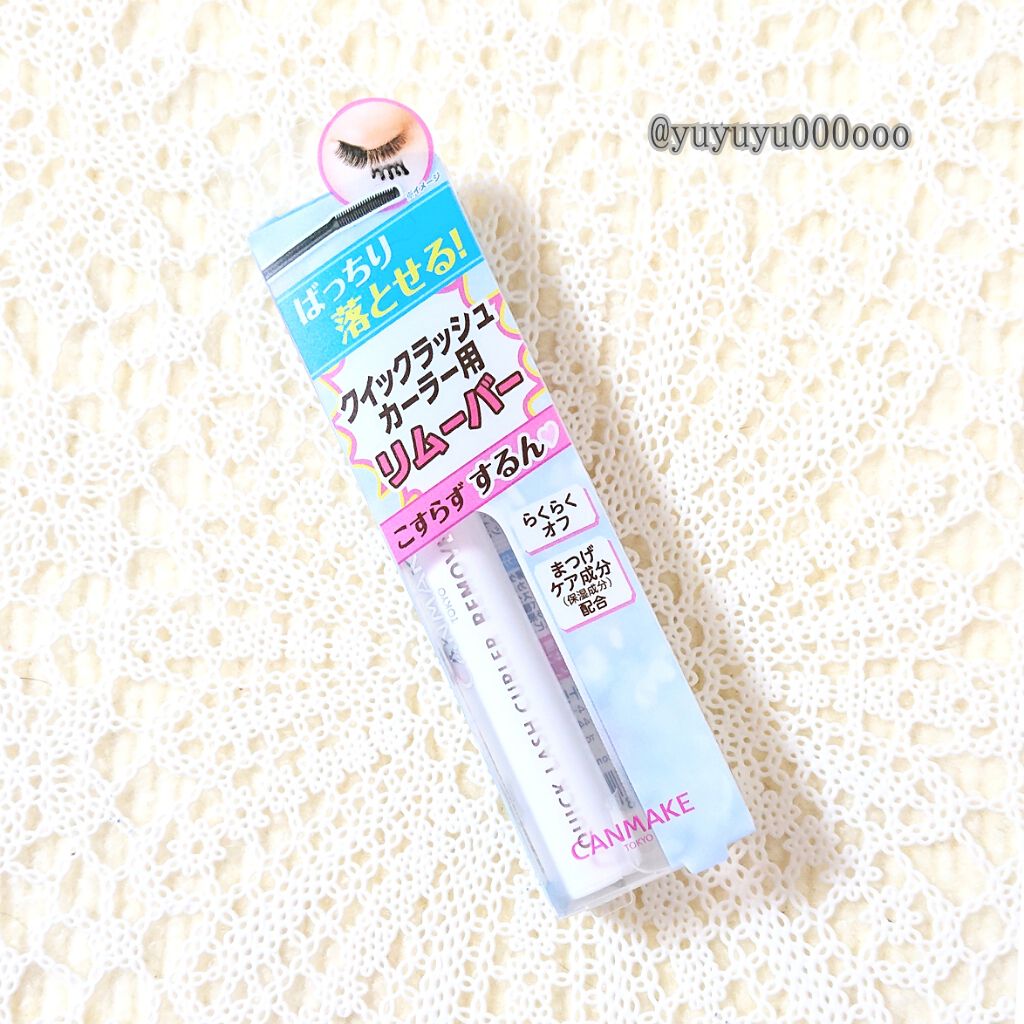 @yuyuyu000ooo
※イメージ
ばっちり
落とせる!
クイックラッシュ
カーラー用
リムーバー
こすらず するん♡
らくらく
オフ
まつげ
ケア成分
(保湿成分)
配合
QUICK LASH CURLER REMOVER
TOKYO
CANMAKE
TOKYO